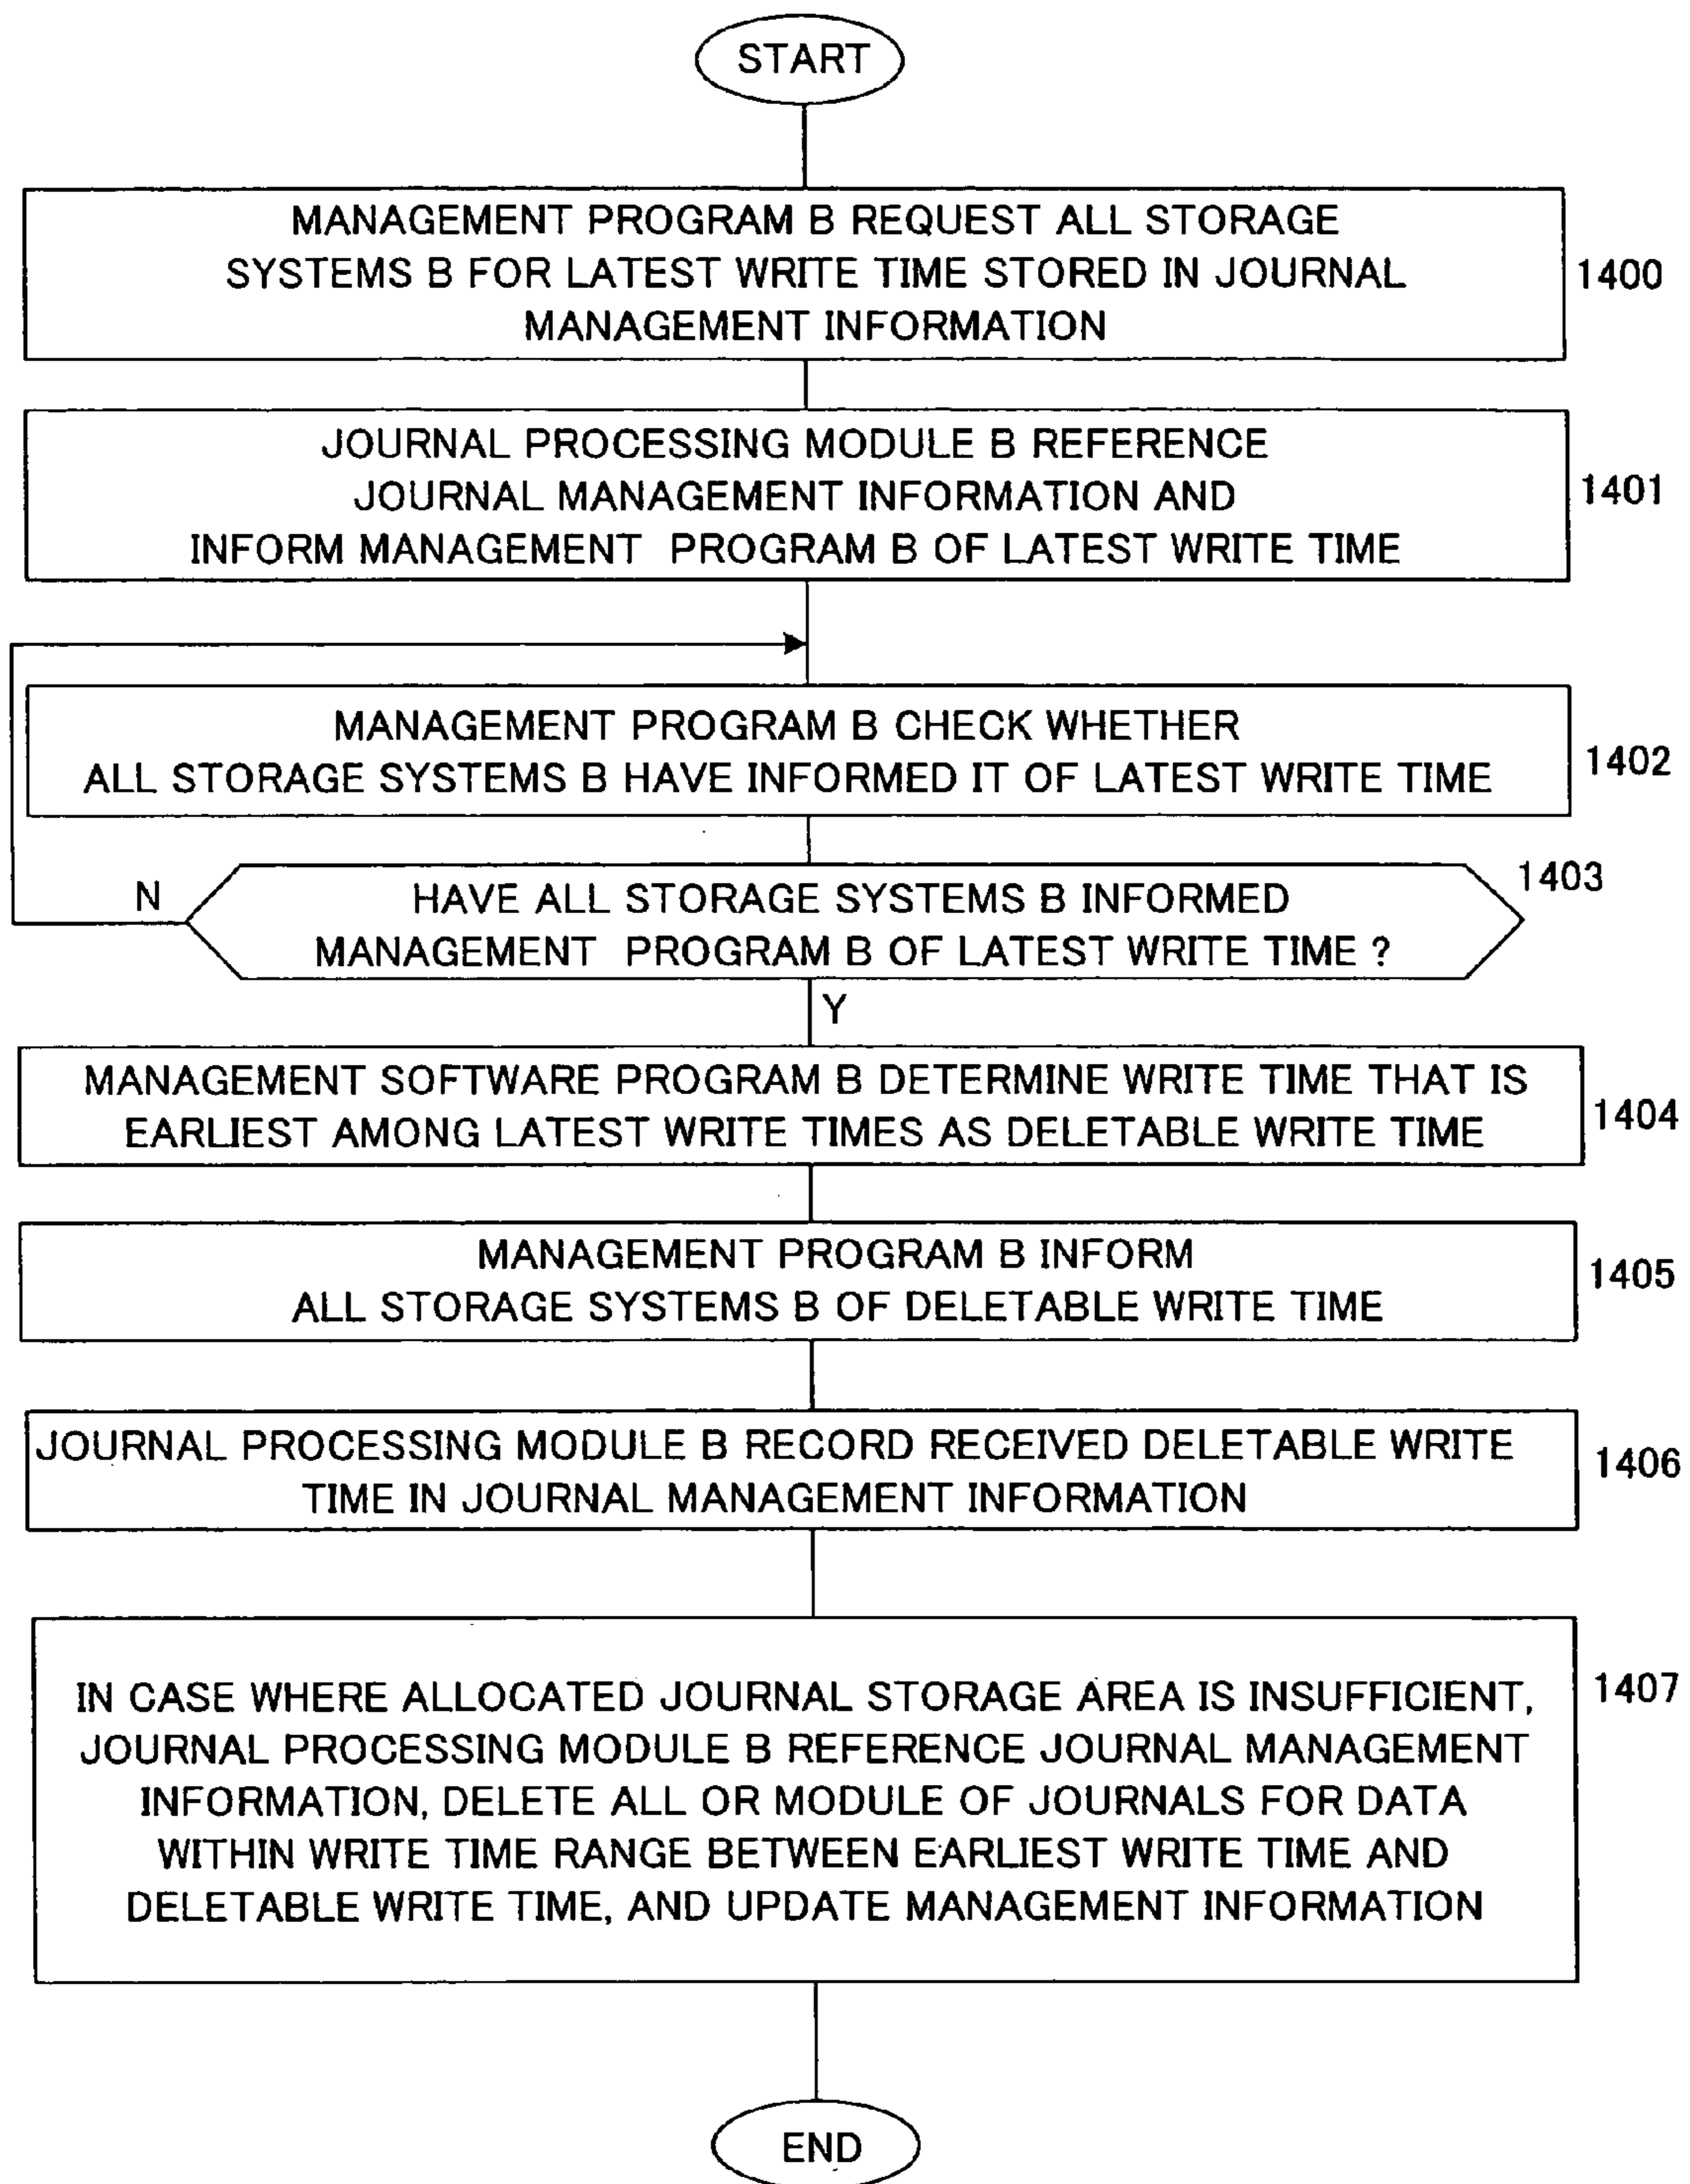 START
MANAGEMENT PROGRAM B REQUEST ALL STORAGE
SYSTEMS B FOR LATEST WRITE TIME STORED IN JOURNAL
MANAGEMENT INFORMATION
1400
JOURNAL PROCESSING MODULE B REFERENCE
JOURNAL MANAGEMENT INFORMATION AND
INFORM MANAGEMENT PROGRAM B OF LATEST WRITE TIME
1401
MANAGEMENT PROGRAM B CHECK WHETHER
ALL STORAGE SYSTEMS B HAVE INFORMED IT OF LATEST WRITE TIME
1402
N
HAVE ALL STORAGE SYSTEMS B INFORMED
MANAGEMENT PROGRAM B OF LATEST WRITE TIME ?
1403
Y
MANAGEMENT SOFTWARE PROGRAM B DETERMINE WRITE TIME THAT IS
EARLIEST AMONG LATEST WRITE TIMES AS DELETABLE WRITE TIME
1404
MANAGEMENT PROGRAM B INFORM
ALL STORAGE SYSTEMS B OF DELETABLE WRITE TIME
1405
JOURNAL PROCESSING MODULE B RECORD RECEIVED DELETABLE WRITE
TIME IN JOURNAL MANAGEMENT INFORMATION
1406
IN CASE WHERE ALLOCATED JOURNAL STORAGE AREA IS INSUFFICIENT,
JOURNAL PROCESSING MODULE B REFERENCE JOURNAL MANAGEMENT
INFORMATION, DELETE ALL OR MODULE OF JOURNALS FOR DATA
WITHIN WRITE TIME RANGE BETWEEN EARLIEST WRITE TIME AND
DELETABLE WRITE TIME, AND UPDATE MANAGEMENT INFORMATION
1407
END